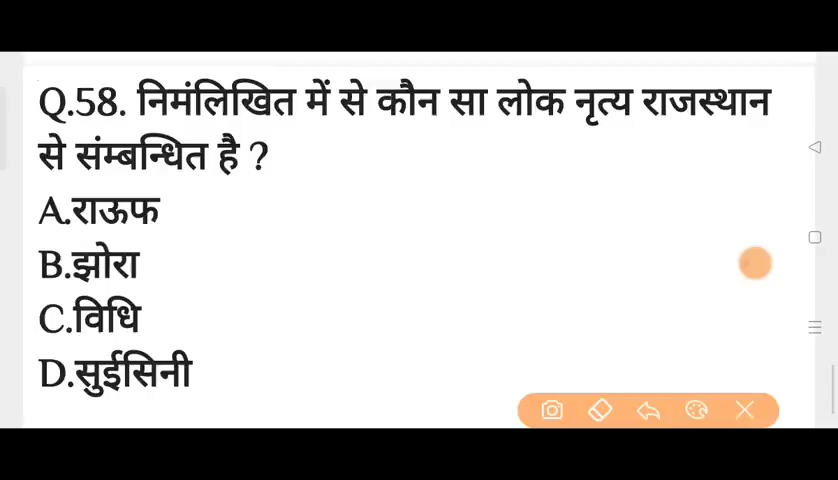 Q.58. निमंलिखित में से कौन सा लोक नृत्य राजस्थान
से संम्बन्धित है ?
A.राऊफ
B.झोरा
C.विधि
D.सुईसिनी